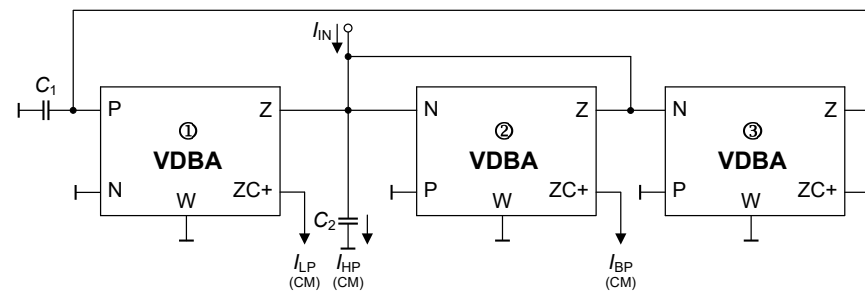 I_IN
C_1
P Z N Z N Z
① ② ③
VDBA VDBA VDBA
N ZC+ P ZC+ P ZC+
W W W
C_2
I_LP I_HP I_BP
(CM) (CM) (CM)